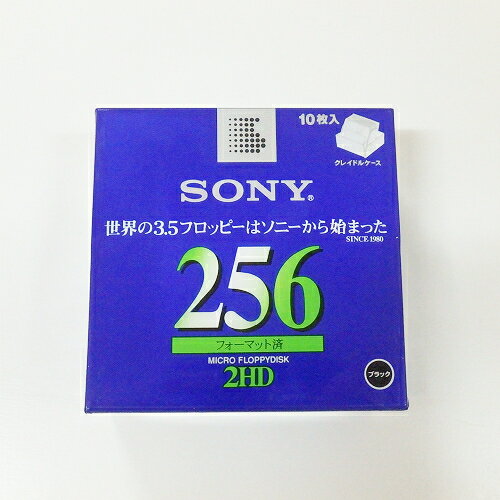 10枚入
クレイドルケース
SONY®
世界の3.5フロッピーはソニーから始まった
SINCE 1980
256
フォーマット済
MICRO FLOPPYDISK
2HD
ブラック